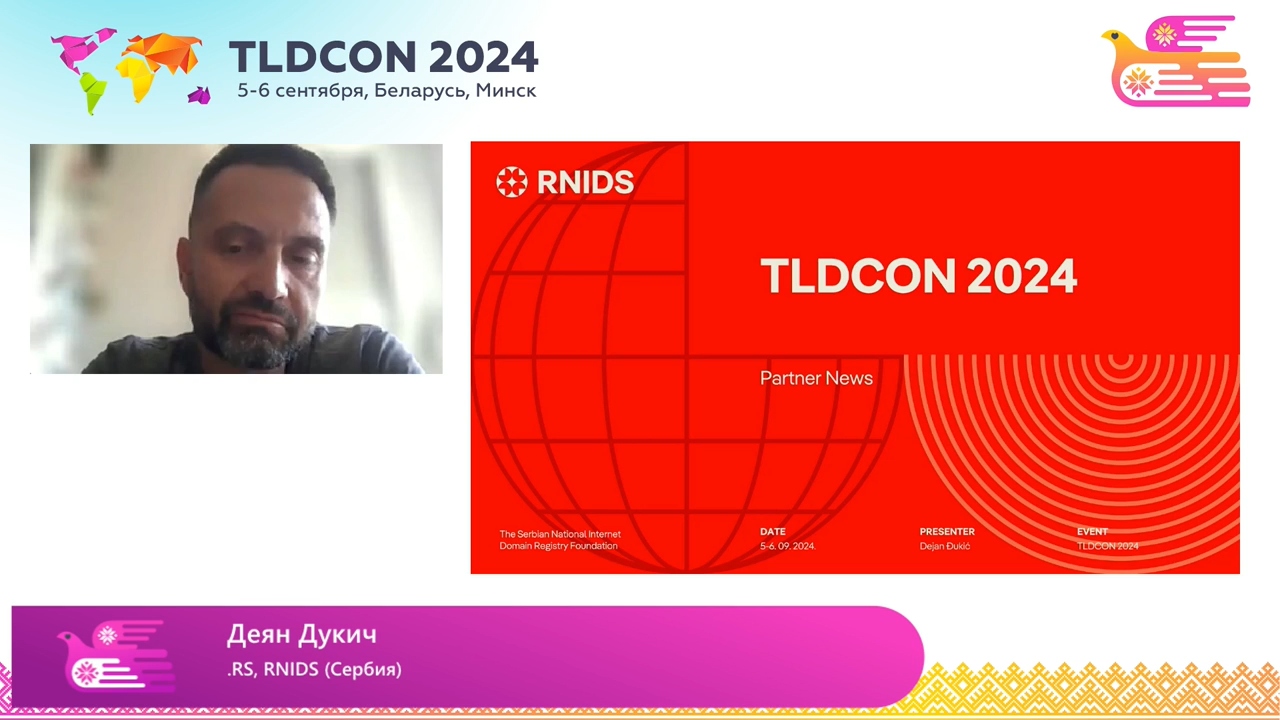 TLDCON 2024
5-6 сентября, Беларусь, Минск
RNIDS
TLDCON 2024
Partner News
The Serbian National Internet
Domain Registry Foundation
DATE
5-6. 09. 2024.
PRESENTER
Dejan Đukić
EVENT
TLDCON 2024
Деян Дукич
.RS, RNIDS (Сербия)